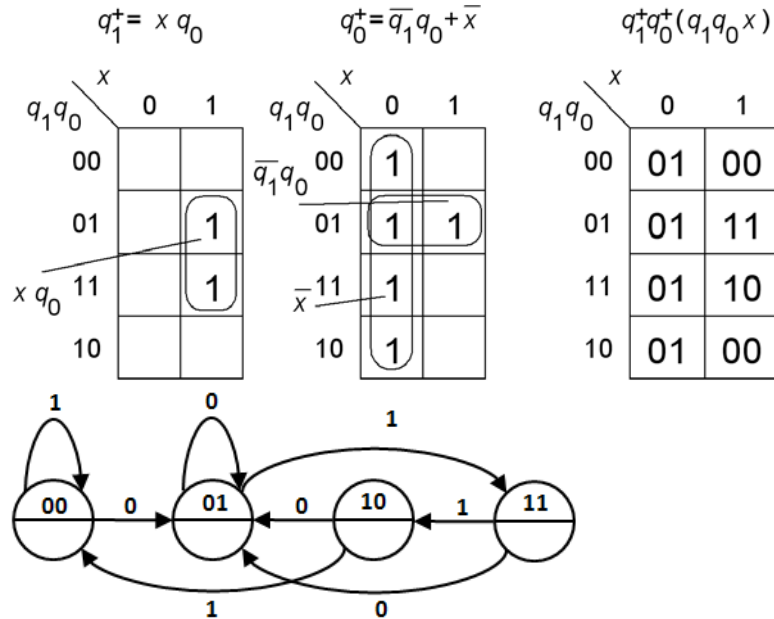 q₁⁺= x q₀ q₀⁺= q̅₁q₀ + x̅ q₁⁺q₀⁺(q₁q₀x)
x x x
q₁q₀ 0 1 q₁q₀ 0 1 q₁q₀ 0 1
00 00 1 00 01 00
q̅₁q₀
01 1 01 1 1 01 01 11
x q₀ 11 1 x̅ 11 1 11 01 10
10 10 1 10 01 00
1 0 1
00 0 01 0 10 1 11
1 0